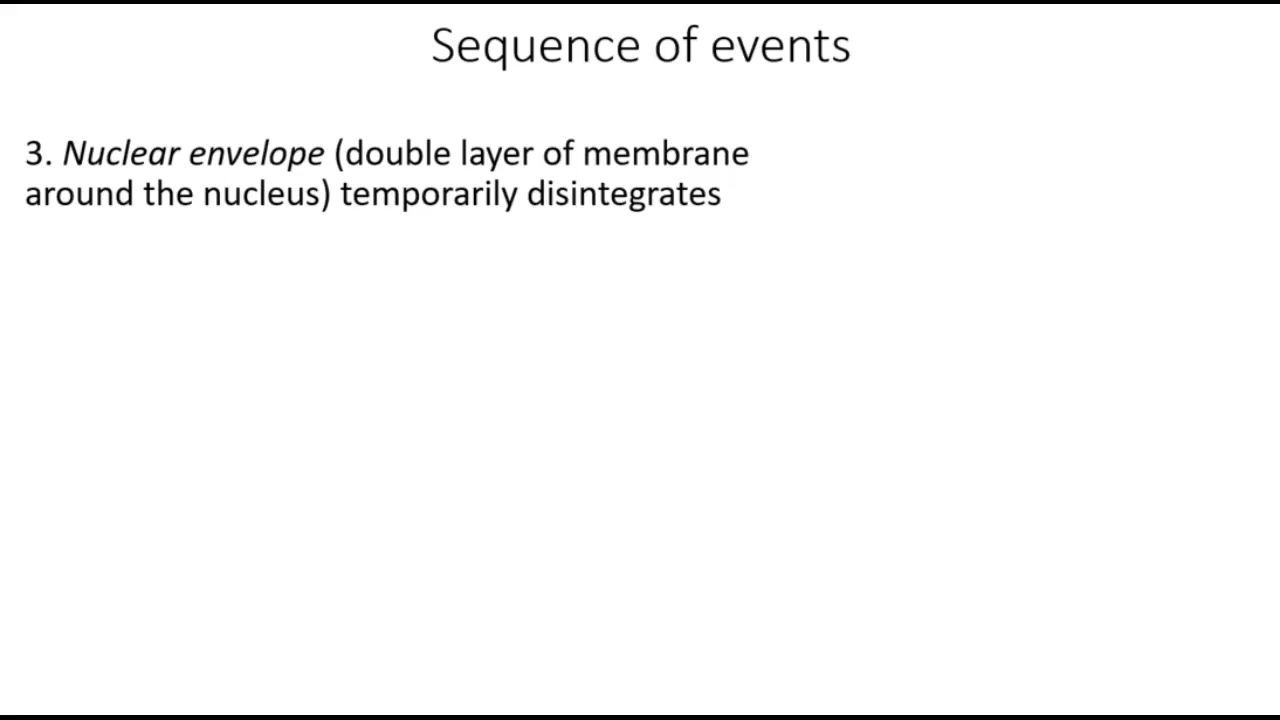 Sequence of events
3. Nuclear envelope (double layer of membrane
around the nucleus) temporarily disintegrates